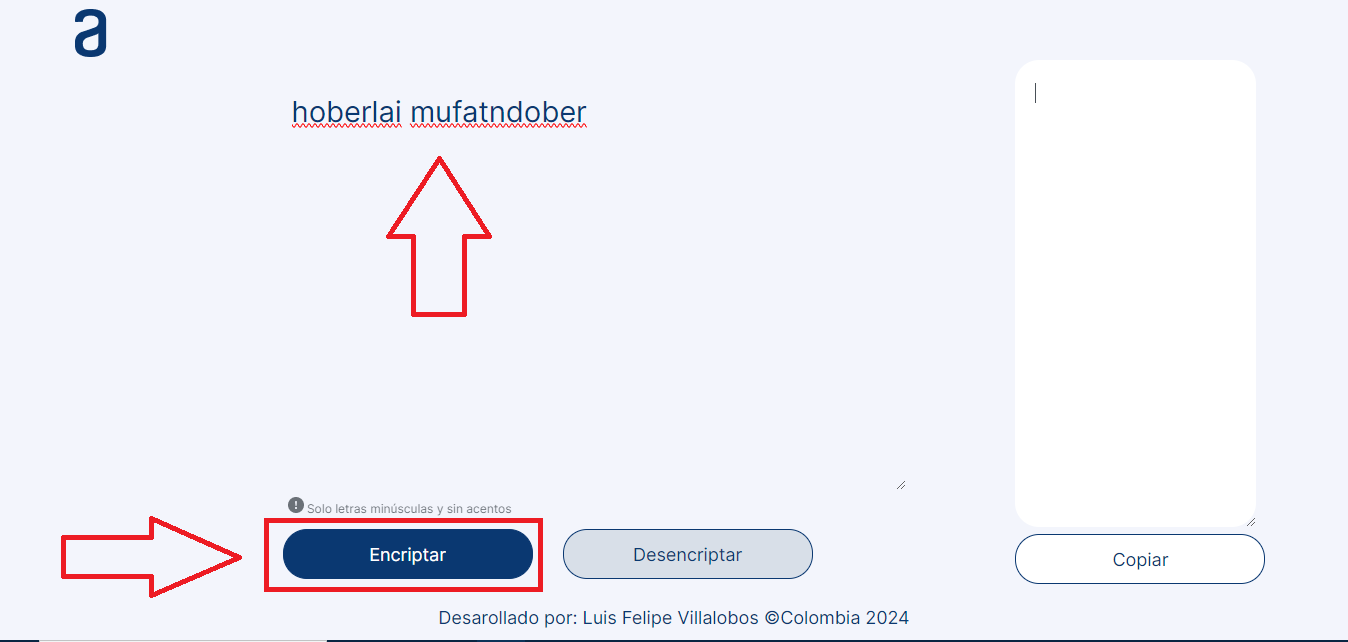 a
hoberlai mufatndober
Solo letras minúsculas y sin acentos
Encriptar
Desencriptar
Copiar
Desarollado por: Luis Felipe Villalobos ©Colombia 2024